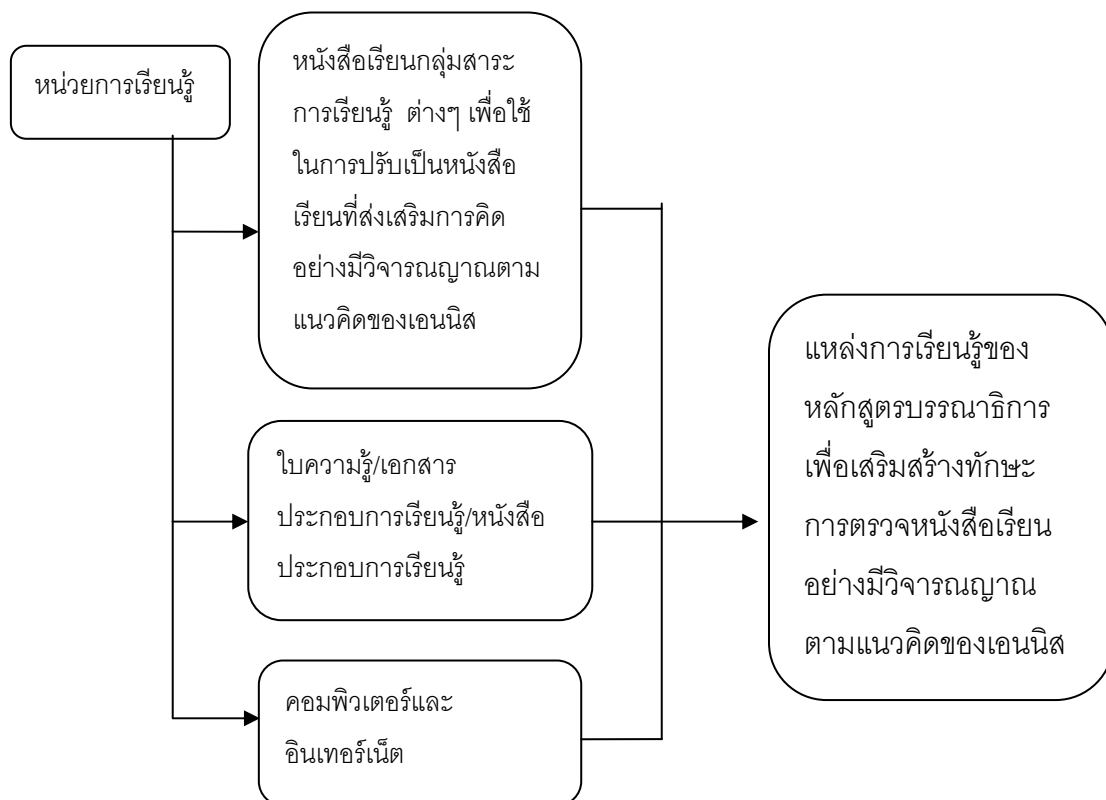 หน่วยการเรียนรู้
หนังสือเรียนกลุ่มสาระ
การเรียนรู้ ต่างๆ เพื่อใช้
ในการปรับเป็นหนังสือ
เรียนที่ส่งเสริมการคิด
อย่างมีวิจารณญาณตาม
แนวคิดของเอนนิส
ใบความรู้/เอกสาร
ประกอบการเรียนรู้/หนังสือ
ประกอบการเรียนรู้
คอมพิวเตอร์และ
อินเทอร์เน็ต
แหล่งการเรียนรู้ของ
หลักสูตรบรรณาธิการ
เพื่อเสริมสร้างทักษะ
การตรวจหนังสือเรียน
อย่างมีวิจารณญาณ
ตามแนวคิดของเอนนิส